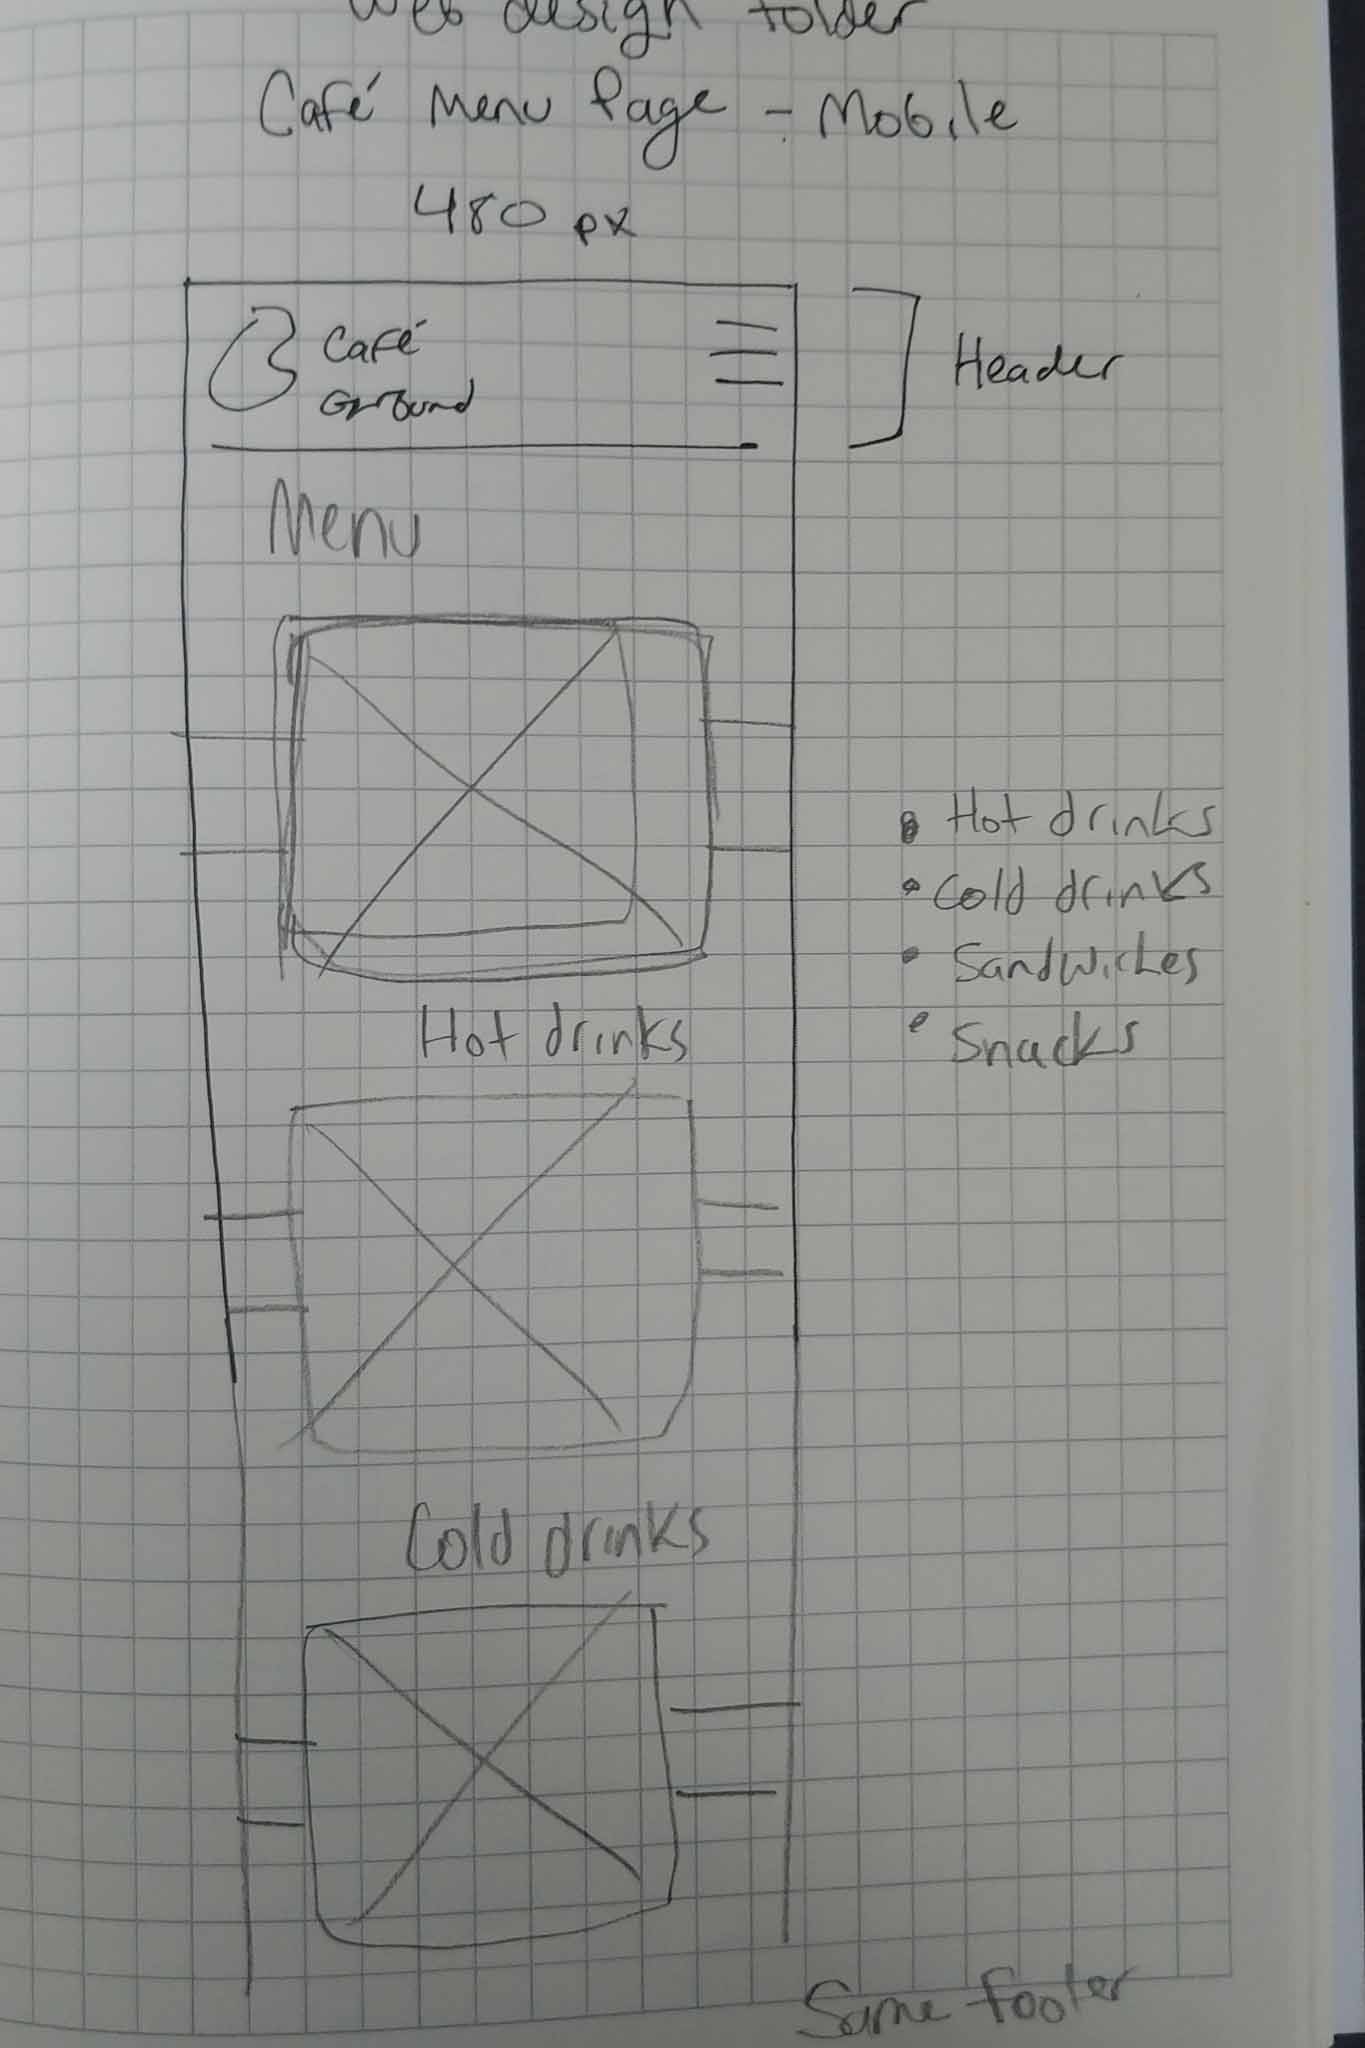 Web design folder
Café Menu Page - Mobile
480 px
Café
Ground
Header
Menu
• Hot drinks
• Cold drinks
• Sandwiches
• Snacks
Hot drinks
Cold drinks
Same footer